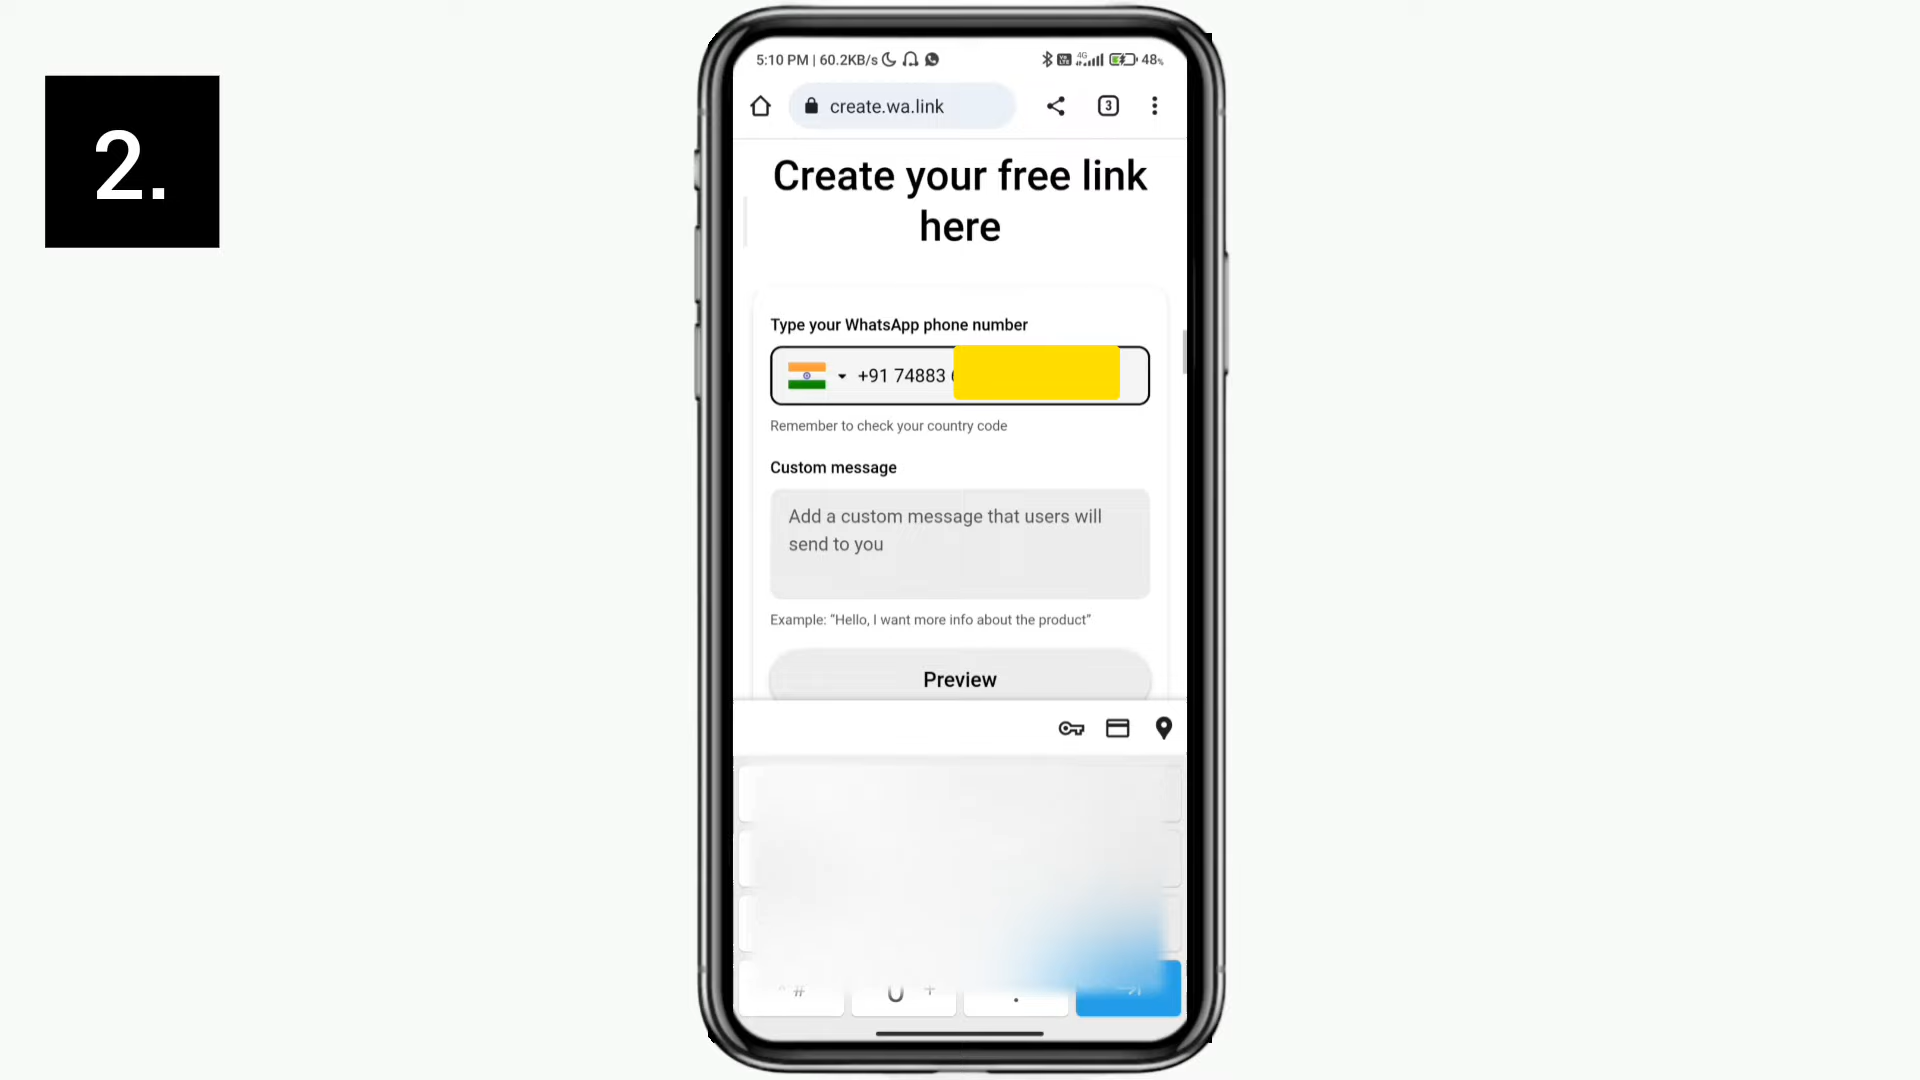 2.
5:10 PM | 60.2KB/s
4G
48%
create.wa.link
3
Create your free link
here
Type your WhatsApp phone number
+91 74883
Remember to check your country code
Custom message
Add a custom message that users will
send to you
Example: “Hello, I want more info about the product”
Preview
# 0 + .